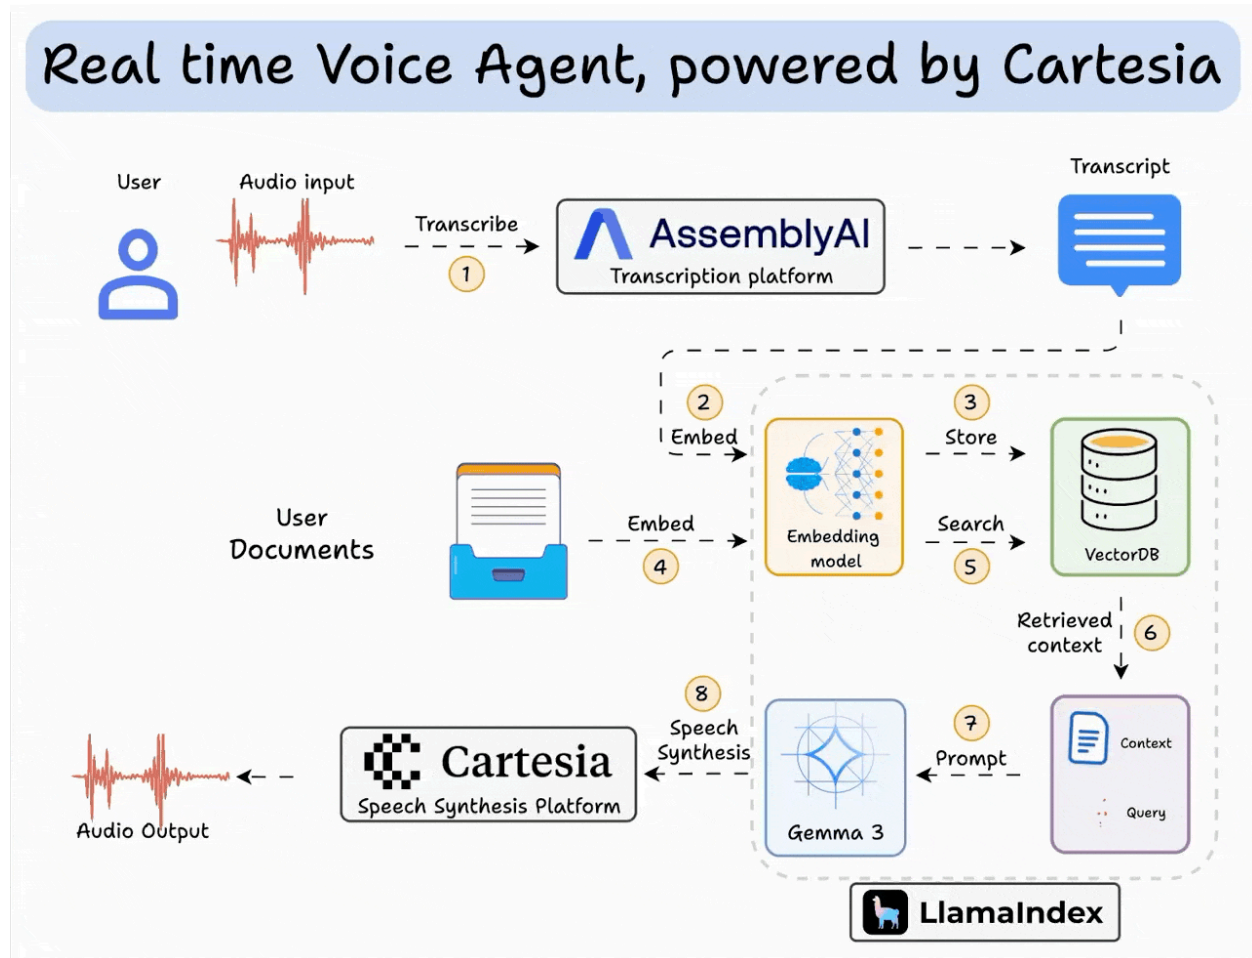 Real time Voice Agent, powered by Cartesia
User
Audio input
Transcribe
1
AssemblyAI
Transcription platform
Transcript
2
Embed
3
Store
User
Documents
Embed
4
Embedding
model
Search
5
VectorDB
Retrieved
context
6
8
Speech
Synthesis
7
Prompt
Context
Query
Gemma 3
Cartesia
Speech Synthesis Platform
Audio Output
LlamaIndex